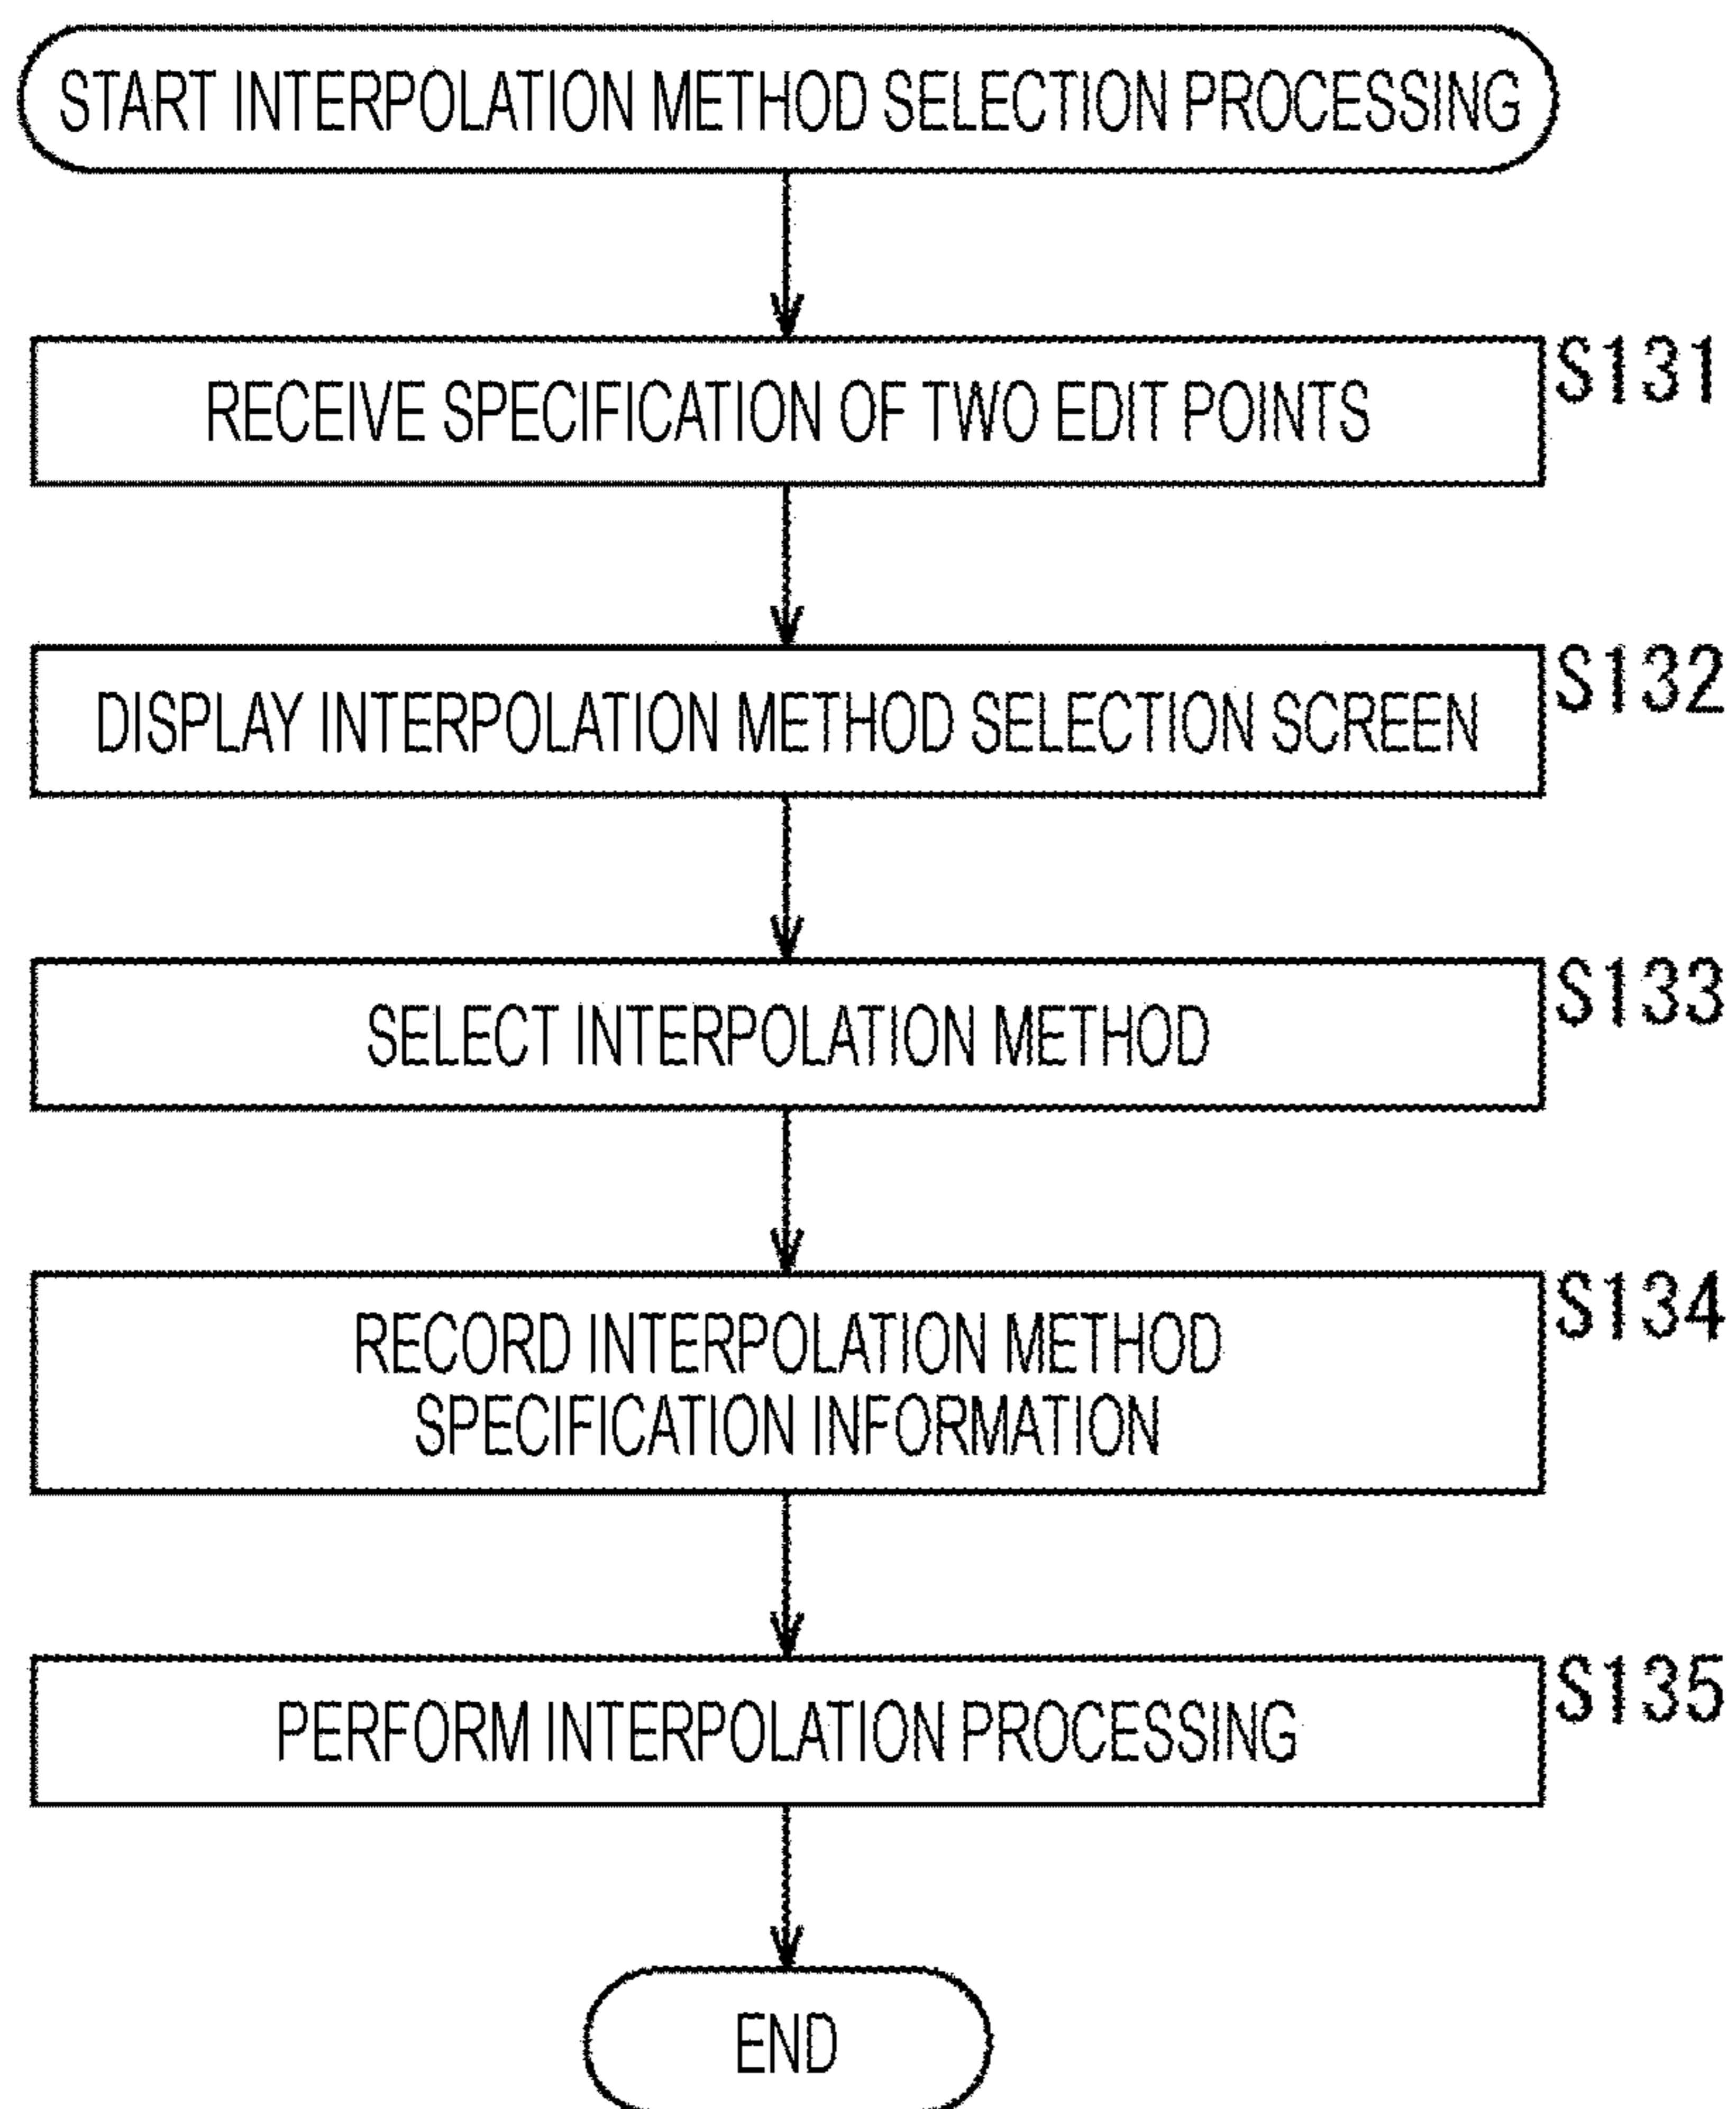 START INTERPOLATION METHOD SELECTION PROCESSING
S131
RECEIVE SPECIFICATION OF TWO EDIT POINTS
S132
DISPLAY INTERPOLATION METHOD SELECTION SCREEN
S133
SELECT INTERPOLATION METHOD
S134
RECORD INTERPOLATION METHOD
SPECIFICATION INFORMATION
S135
PERFORM INTERPOLATION PROCESSING
END